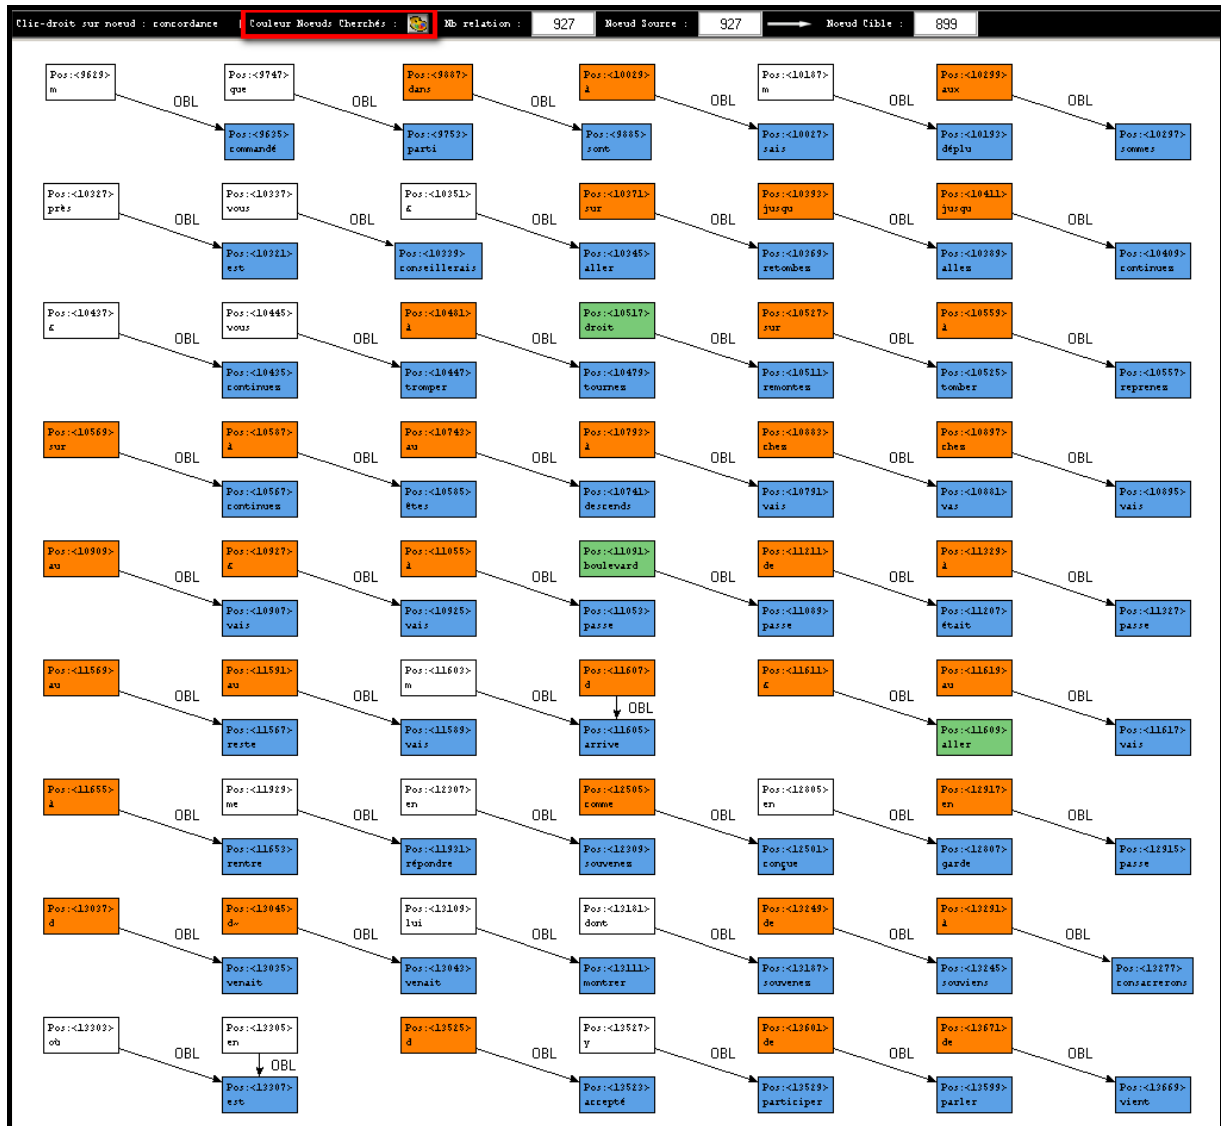 Clic-droit sur noeud : concordance | Couleur Noeuds Cherchés : Nb relation : 927 Noeud Source : 927 Noeud Cible : 899
Pos:<9629> Pos:<9747> Pos:<9887> Pos:<10029> Pos:<10187> Pos:<10299>
m que dans à m aux
OBL OBL OBL OBL OBL OBL
Pos:<9635> Pos:<9753> Pos:<9885> Pos:<10027> Pos:<10193> Pos:<10297>
commandé parti sont sais déplu sommes
Pos:<10327> Pos:<10337> Pos:<10351> Pos:<10371> Pos:<10393> Pos:<10411>
près vous £ sur jusqu jusqu
OBL OBL OBL OBL OBL OBL
Pos:<10321> Pos:<10339> Pos:<10345> Pos:<10369> Pos:<10389> Pos:<10409>
est conseillerais aller retombez allez continuez
Pos:<10437> Pos:<10445> Pos:<10481> Pos:<10517> Pos:<10527> Pos:<10559>
£ vous à droit sur à
OBL OBL OBL OBL OBL OBL
Pos:<10435> Pos:<10447> Pos:<10479> Pos:<10511> Pos:<10525> Pos:<10557>
continuez tromper tournez remontez tomber reprenez
Pos:<10569> Pos:<10587> Pos:<10743> Pos:<10793> Pos:<10883> Pos:<10897>
sur à au à chez chez
OBL OBL OBL OBL OBL OBL
Pos:<10567> Pos:<10585> Pos:<10741> Pos:<10791> Pos:<10881> Pos:<10895>
continuez êtes descends vais vas vais
Pos:<10909> Pos:<10927> Pos:<11055> Pos:<11091> Pos:<11211> Pos:<11329>
au £ à boulevard de à
OBL OBL OBL OBL OBL OBL
Pos:<10907> Pos:<10925> Pos:<11053> Pos:<11089> Pos:<11207> Pos:<11327>
vais vais passe passe était passe
Pos:<11569> Pos:<11591> Pos:<11603> Pos:<11607> Pos:<11611> Pos:<11619>
au au m d £ au
OBL OBL OBL OBL OBL OBL
Pos:<11567> Pos:<11589> Pos:<11605> Pos:<11609> Pos:<11617>
reste vais arrive aller vais
Pos:<11655> Pos:<11929> Pos:<12307> Pos:<12505> Pos:<12805> Pos:<12917>
à me en comme en en
OBL OBL OBL OBL OBL OBL
Pos:<11653> Pos:<11931> Pos:<12309> Pos:<12501> Pos:<12807> Pos:<12915>
rentre répondre souvenez conçue garde passe
Pos:<13037> Pos:<13045> Pos:<13109> Pos:<13181> Pos:<13249> Pos:<13291>
d d~ lui dont de à
OBL OBL OBL OBL OBL OBL
Pos:<13035> Pos:<13043> Pos:<13111> Pos:<13187> Pos:<13245> Pos:<13277>
venait venait montrer souvenez souviens consacrerons
Pos:<13303> Pos:<13305> Pos:<13525> Pos:<13527> Pos:<13601> Pos:<13671>
où en d y de de
OBL OBL OBL OBL OBL OBL
Pos:<13307> Pos:<13523> Pos:<13529> Pos:<13599> Pos:<13669>
est accepté participer parler vient